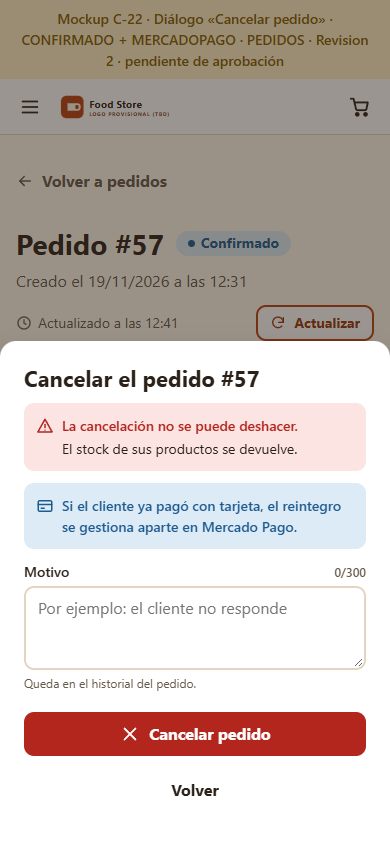 Mockup C-22 · Diálogo «Cancelar pedido» ·
CONFIRMADO + MERCADOPAGO · PEDIDOS · Revision
2 · pendiente de aprobación
Food Store
LOGO PROVISIONAL (TBD)
Volver a pedidos
Pedido #57
Confirmado
Creado el 19/11/2026 a las 12:31
Actualizado a las 12:41
Actualizar
Cancelar el pedido #57
La cancelación no se puede deshacer.
El stock de sus productos se devuelve.
Si el cliente ya pagó con tarjeta, el reintegro
se gestiona aparte en Mercado Pago.
Motivo
0/300
Por ejemplo: el cliente no responde
Queda en el historial del pedido.
Cancelar pedido
Volver